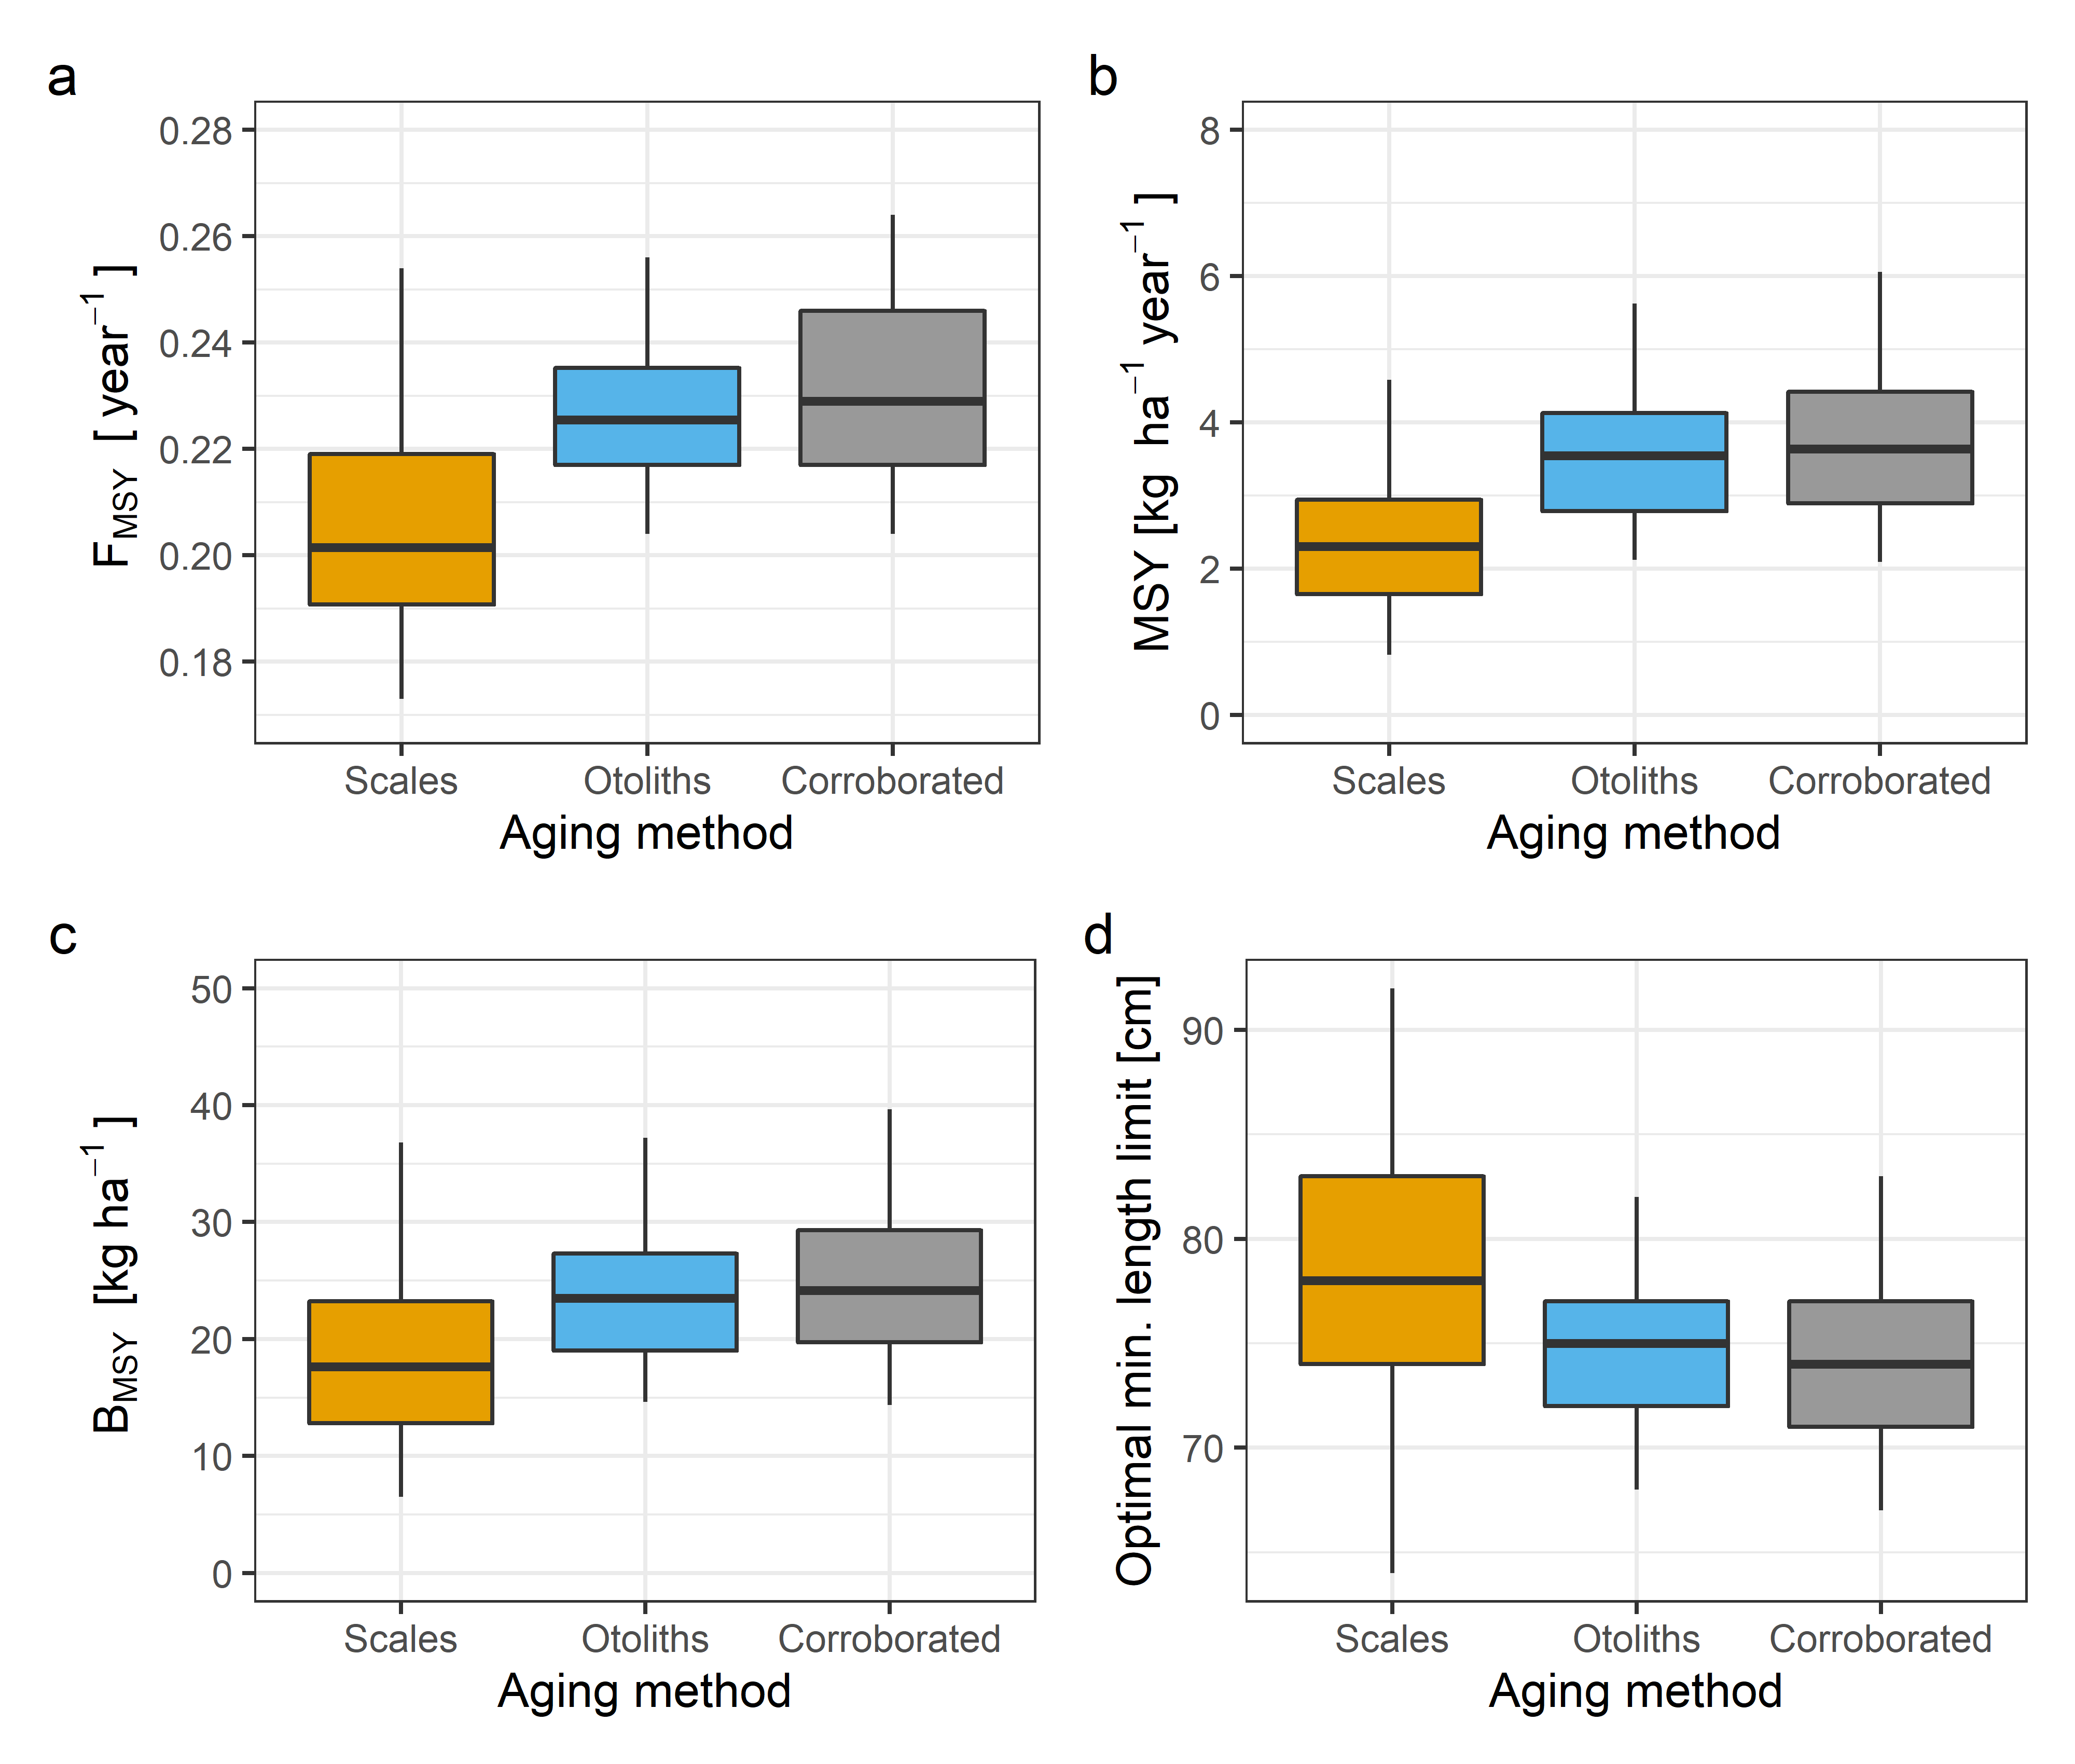 a
F_MSY [ year⁻¹ ]
0.28
0.26
0.24
0.22
0.20
0.18
Scales Otoliths Corroborated
Aging method
b
MSY [kg ha⁻¹ year⁻¹ ]
8
6
4
2
0
Scales Otoliths Corroborated
Aging method
c
B_MSY [kg ha⁻¹ ]
50
40
30
20
10
0
Scales Otoliths Corroborated
Aging method
d
Optimal min. length limit [cm]
90
80
70
Scales Otoliths Corroborated
Aging method